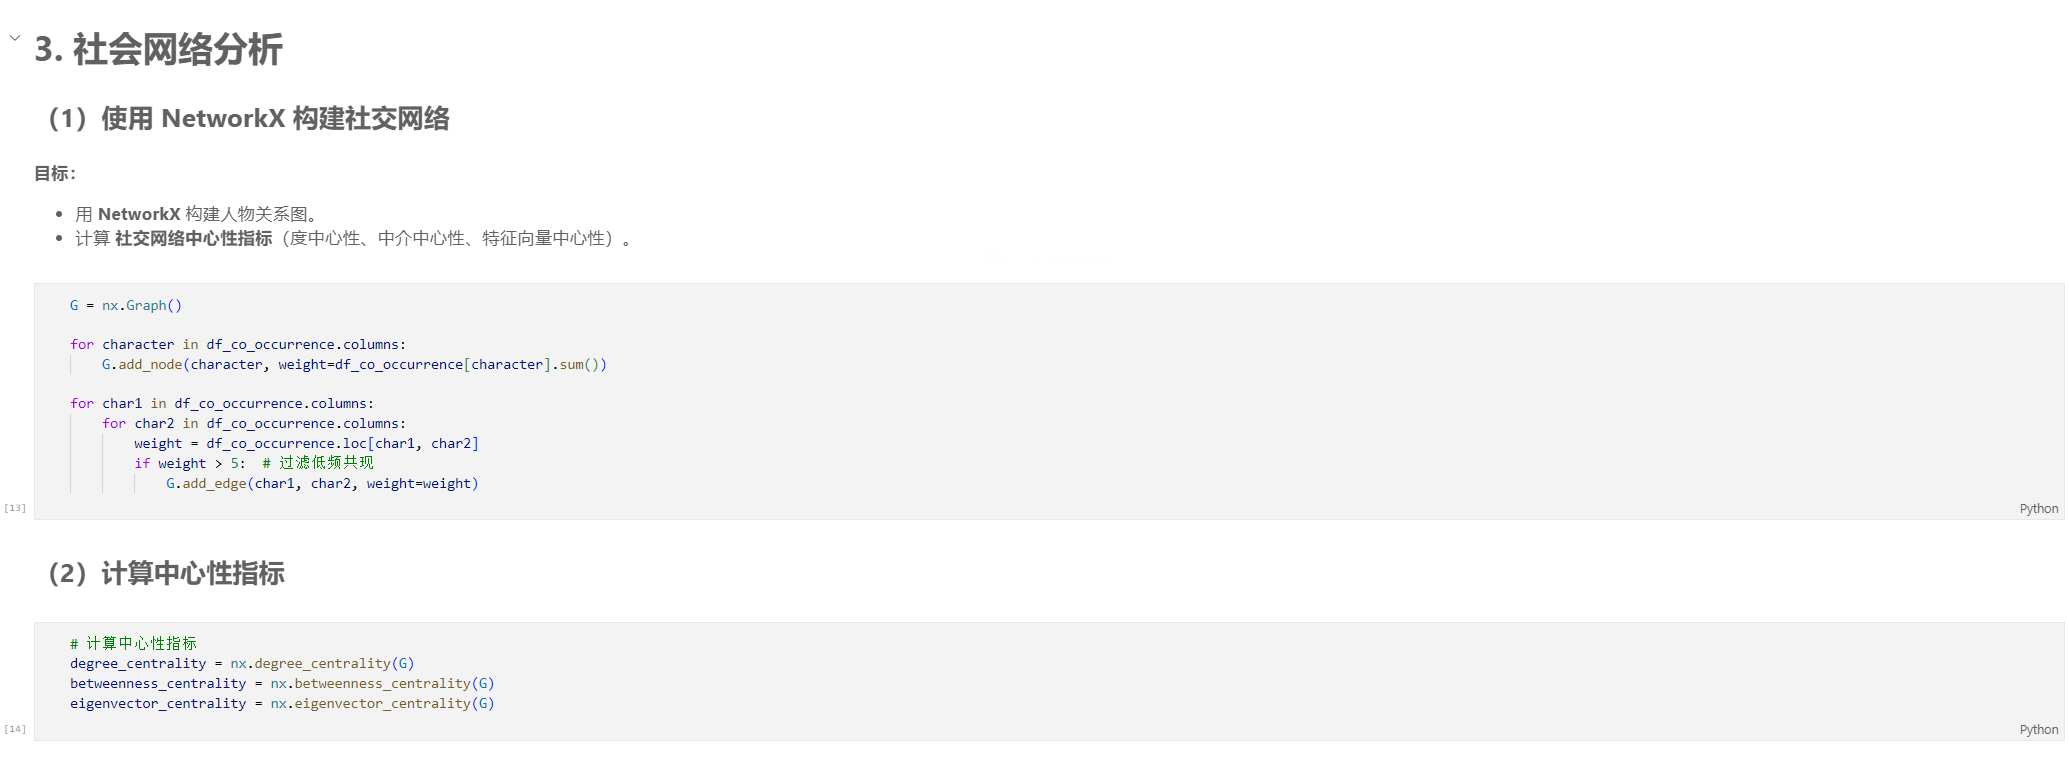 3. 社会网络分析
（1）使用 NetworkX 构建社交网络
目标：
• 用 NetworkX 构建人物关系图。
• 计算 社交网络中心性指标（度中心性、中介中心性、特征向量中心性）。
G = nx.Graph()
for character in df_co_occurrence.columns:
    G.add_node(character, weight=df_co_occurrence[character].sum())
for char1 in df_co_occurrence.columns:
    for char2 in df_co_occurrence.columns:
        weight = df_co_occurrence.loc[char1, char2]
        if weight > 5:  # 过滤低频共现
            G.add_edge(char1, char2, weight=weight)
[13]
Python
（2）计算中心性指标
# 计算中心性指标
degree_centrality = nx.degree_centrality(G)
betweenness_centrality = nx.betweenness_centrality(G)
eigenvector_centrality = nx.eigenvector_centrality(G)
[14]
Python